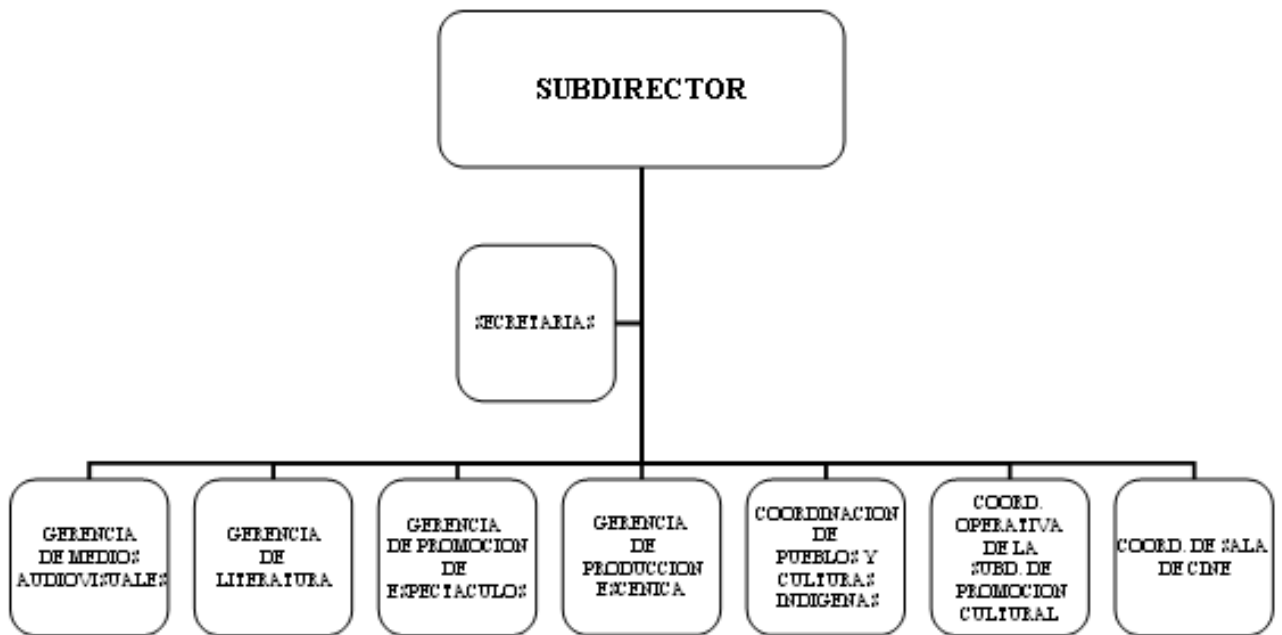 SUBDIRECTOR
SECRETARIAS
GERENCIA
DE MEDIOS
AUDIOVISUALES
GERENCIA
DE
LITERATURA
GERENCIA
DE PROMOCION
DE
ESPECTACULOS
GERENCIA
DE
PRODUCCION
ESCENICA
COORDINACION
DE
PUEBLOS Y
CULTURAS
INDIGENAS
COORD.
OPERATIVA
DE LA
SUBD. DE
PROMOCION
CULTURAL
COORD. DE SALA
DE CINE